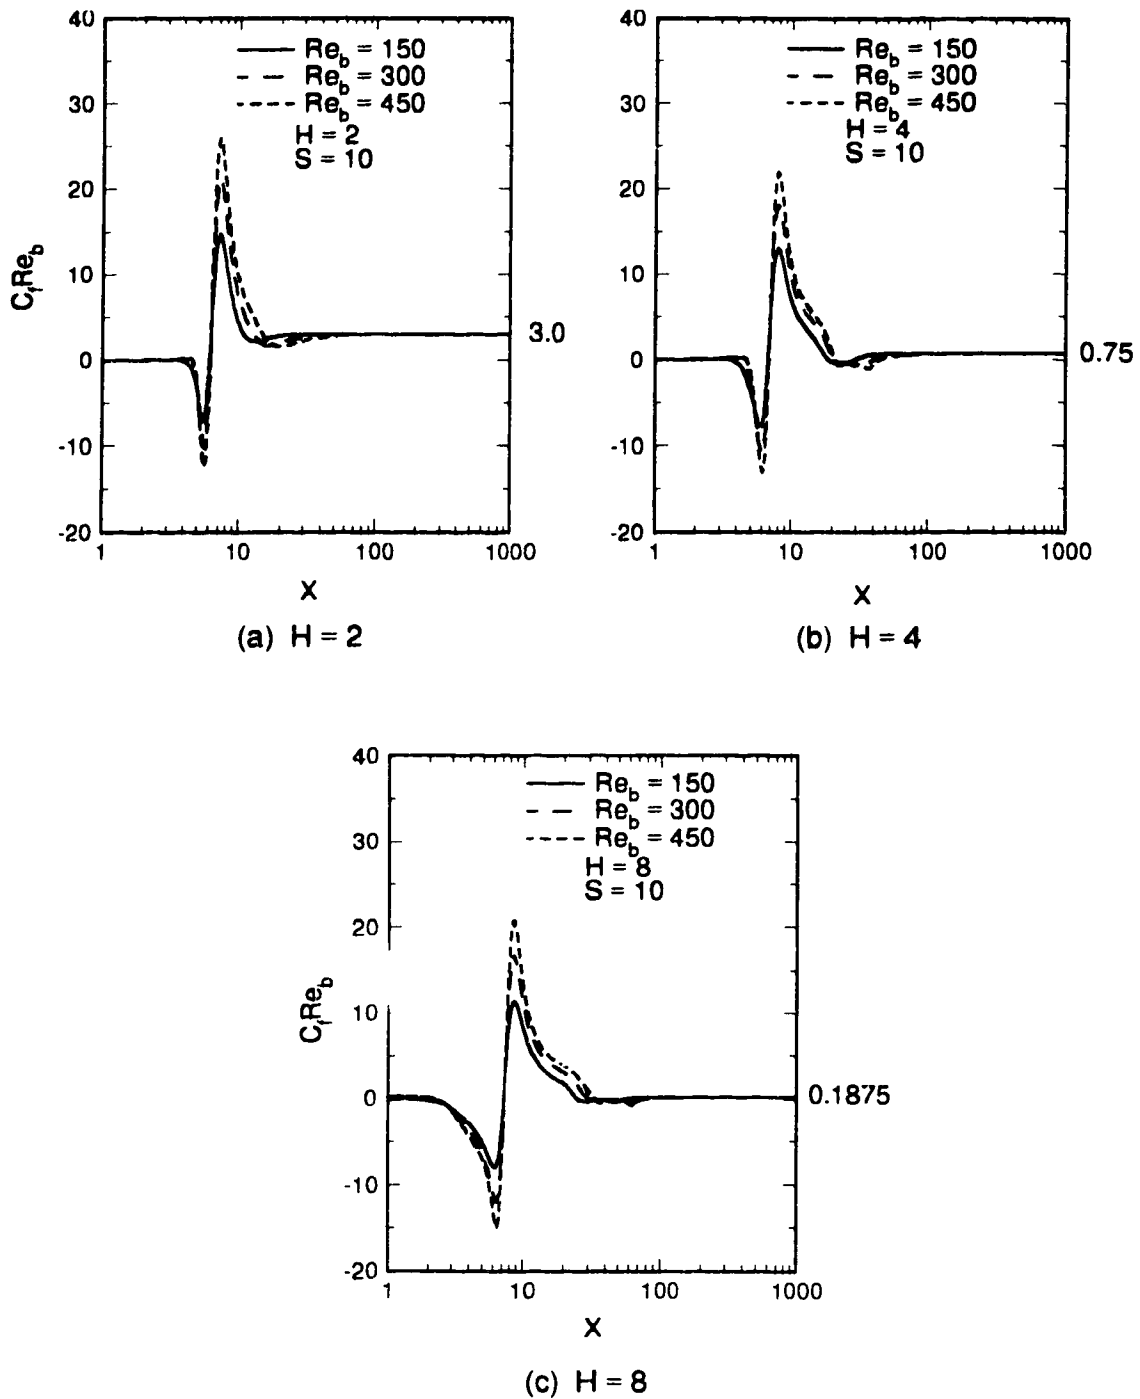 40
30
20
10
0
-10
-20
C_fRe_b
Re_b = 150
Re_b = 300
Re_b = 450
H = 2
S = 10
3.0
1
10
100
1000
X
(a) H = 2
40
30
20
10
0
-10
-20
Re_b = 150
Re_b = 300
Re_b = 450
H = 4
S = 10
0.75
1
10
100
1000
X
(b) H = 4
40
30
20
10
0
-10
-20
C_fRe_b
Re_b = 150
Re_b = 300
Re_b = 450
H = 8
S = 10
0.1875
1
10
100
1000
X
(c) H = 8